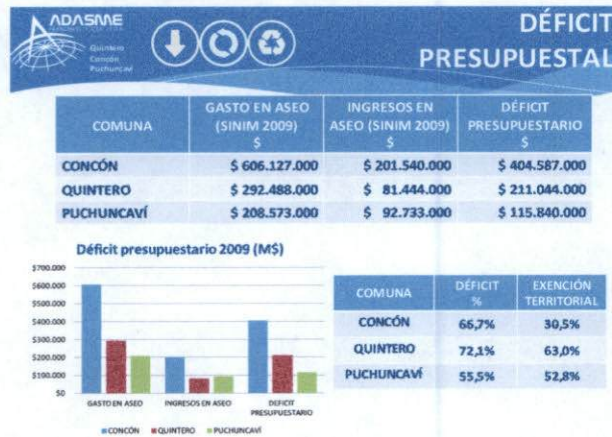 ADASME
Quintero
Concón
Puchuncaví
DÉFICIT
PRESUPUESTAL
COMUNA
GASTO EN ASEO
(SINIM 2009)
$
INGRESOS EN
ASEO (SINIM 2009)
$
DÉFICIT
PRESUPUESTARIO
$
CONCÓN $ 606.127.000 $ 201.540.000 $ 404.587.000
QUINTERO $ 292.488.000 $ 81.444.000 $ 211.044.000
PUCHUNCAVÍ $ 208.573.000 $ 92.733.000 $ 115.840.000
Déficit presupuestario 2009 (M$)
$700.000
$600.000
$500.000
$400.000
$300.000
$200.000
$100.000
$0
GASTO EN ASEO
INGRESOS EN ASEO
DEFICIT
PRESUPUESTARIO
CONCÓN QUINTERO PUCHUNCAVÍ
COMUNA
DÉFICIT
%
EXENCIÓN
TERRITORIAL
CONCÓN 66,7% 30,5%
QUINTERO 72,1% 63,0%
PUCHUNCAVÍ 55,5% 52,8%